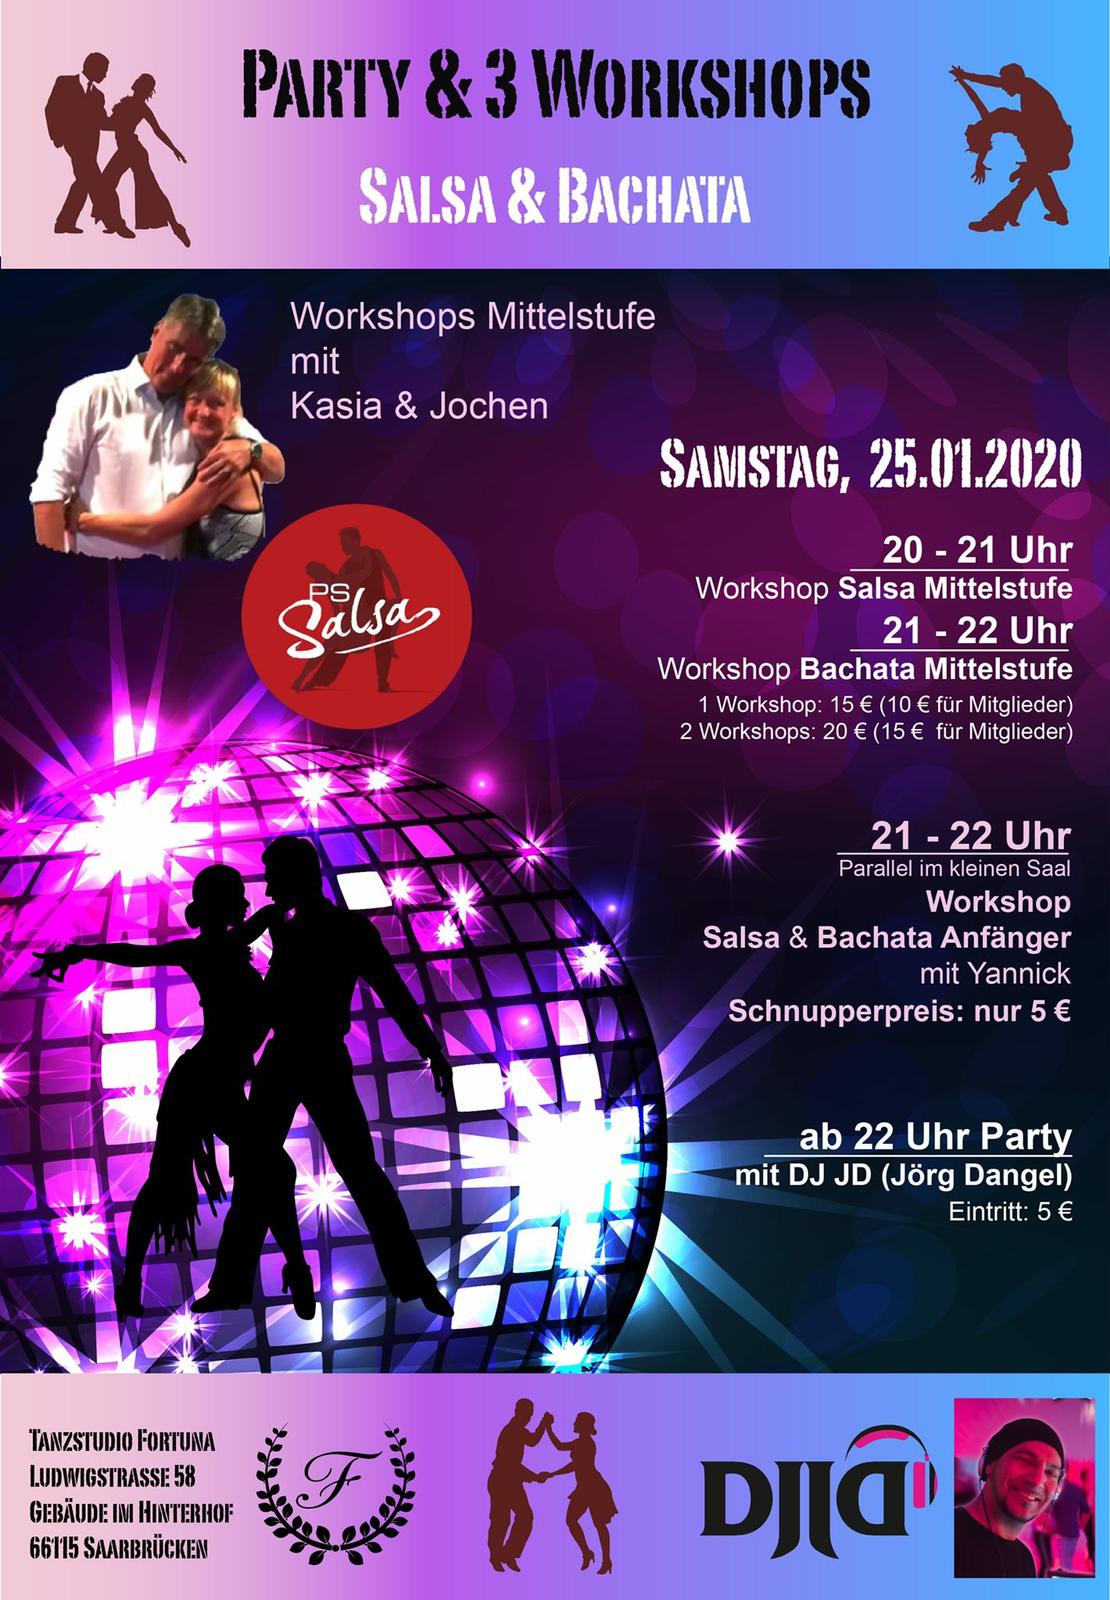 PARTY & 3 WORKSHOPS
SALSA & BACHATA
Workshops Mittelstufe
mit
Kasia & Jochen
SAMSTAG, 25.01.2020
20 - 21 Uhr
Workshop Salsa Mittelstufe
21 - 22 Uhr
Workshop Bachata Mittelstufe
1 Workshop: 15 € (10 € für Mitglieder)
2 Workshops: 20 € (15 € für Mitglieder)
PS
Salsa
21 - 22 Uhr
Parallel im kleinen Saal
Workshop
Salsa & Bachata Anfänger
mit Yannick
Schnupperpreis: nur 5 €
ab 22 Uhr Party
mit DJ JD (Jörg Dangel)
Eintritt: 5 €
TANZSTUDIO FORTUNA
LUDWIGSTRASSE 58
GEBÄUDE IM HINTERHOF
66115 SAARBRÜCKEN
F
DJJD